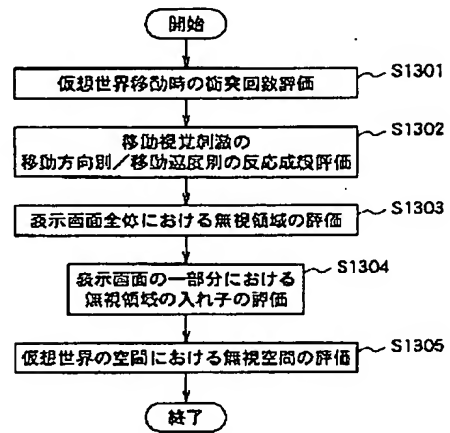 開始
仮想世界移動時の衝突回数評価
S1301
移動視覚刺激の
移動方向別/移動速度別の反応成績評価
S1302
表示画面全体における無視領域の評価
S1303
表示画面の一部分における
無視領域の入れ子の評価
S1304
仮想世界の空間における無視空間の評価
S1305
終了